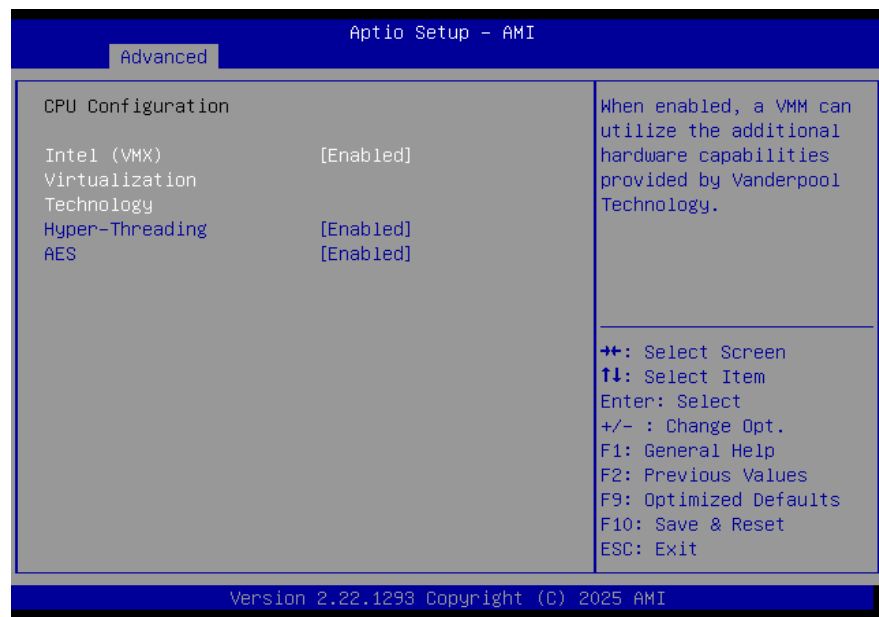 Aptio Setup – AMI
Advanced
CPU Configuration
Intel (VMX) [Enabled]
Virtualization
Technology
Hyper-Threading [Enabled]
AES [Enabled]
When enabled, a VMM can
utilize the additional
hardware capabilities
provided by Vanderpool
Technology.
→←: Select Screen
↑↓: Select Item
Enter: Select
+/- : Change Opt.
F1: General Help
F2: Previous Values
F9: Optimized Defaults
F10: Save & Reset
ESC: Exit
Version 2.22.1293 Copyright (C) 2025 AMI